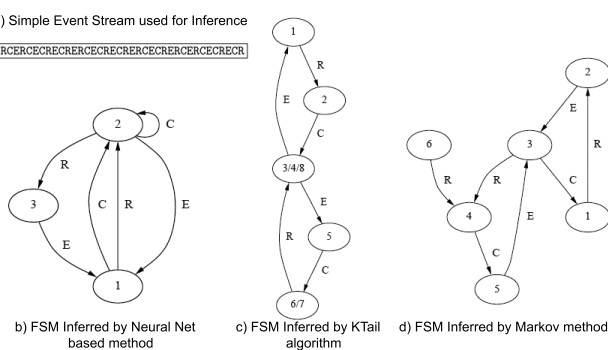 ) Simple Event Stream used for Inference
RCERCECRECRERCECRECRERCECRERCERCECRECR
2
C
R
C
R
E
3
E
1
b) FSM Inferred by Neural Net
based method
1
R
E
2
C
3/4/8
E
R
5
C
6/7
c) FSM Inferred by KTail
algorithm
2
E
6
3
R
R
R
C
4
E
1
C
5
d) FSM Inferred by Markov method